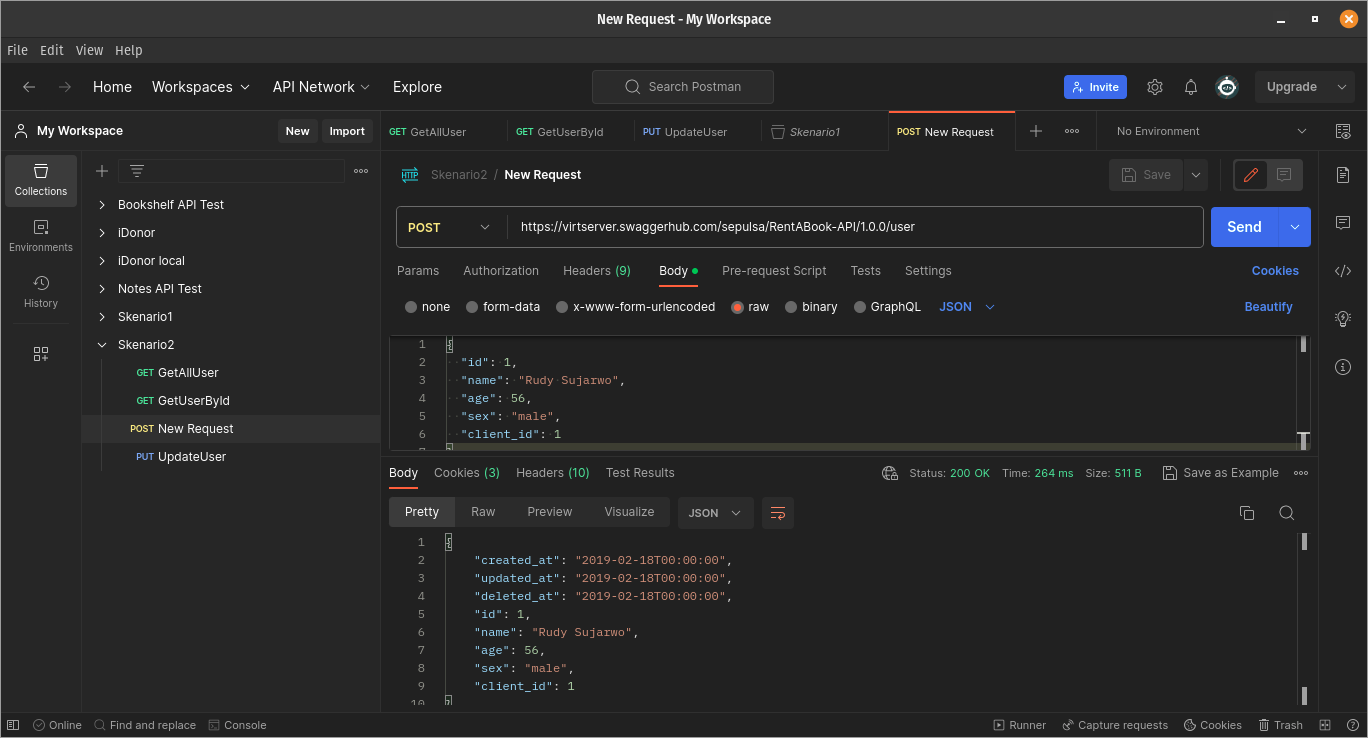 New Request - My Workspace
File Edit View Help
Home Workspaces API Network Explore Search Postman Invite Upgrade
My Workspace New Import
GET GetAllUser GET GetUserById PUT UpdateUser Skenario1 POST New Request No Environment
Collections
Environments
History
Bookshelf API Test
iDonor
iDonor local
Notes API Test
Skenario1
Skenario2
GET GetAllUser
GET GetUserById
POST New Request
PUT UpdateUser
HTTP Skenario2 / New Request Save
POST https://virtserver.swaggerhub.com/sepulsa/RentABook-API/1.0.0/user Send
Params Authorization Headers (9) Body Pre-request Script Tests Settings Cookies
none form-data x-www-form-urlencoded raw binary GraphQL JSON Beautify
1 {
2 "id": 1,
3 "name": "Rudy Sujarwo",
4 "age": 56,
5 "sex": "male",
6 "client_id": 1
7 }
Body Cookies (3) Headers (10) Test Results Status: 200 OK Time: 264 ms Size: 511 B Save as Example
Pretty Raw Preview Visualize JSON
1 {
2 "created_at": "2019-02-18T00:00:00",
3 "updated_at": "2019-02-18T00:00:00",
4 "deleted_at": "2019-02-18T00:00:00",
5 "id": 1,
6 "name": "Rudy Sujarwo",
7 "age": 56,
8 "sex": "male",
9 "client_id": 1
10 }
Online Find and replace Console Runner Capture requests Cookies Trash